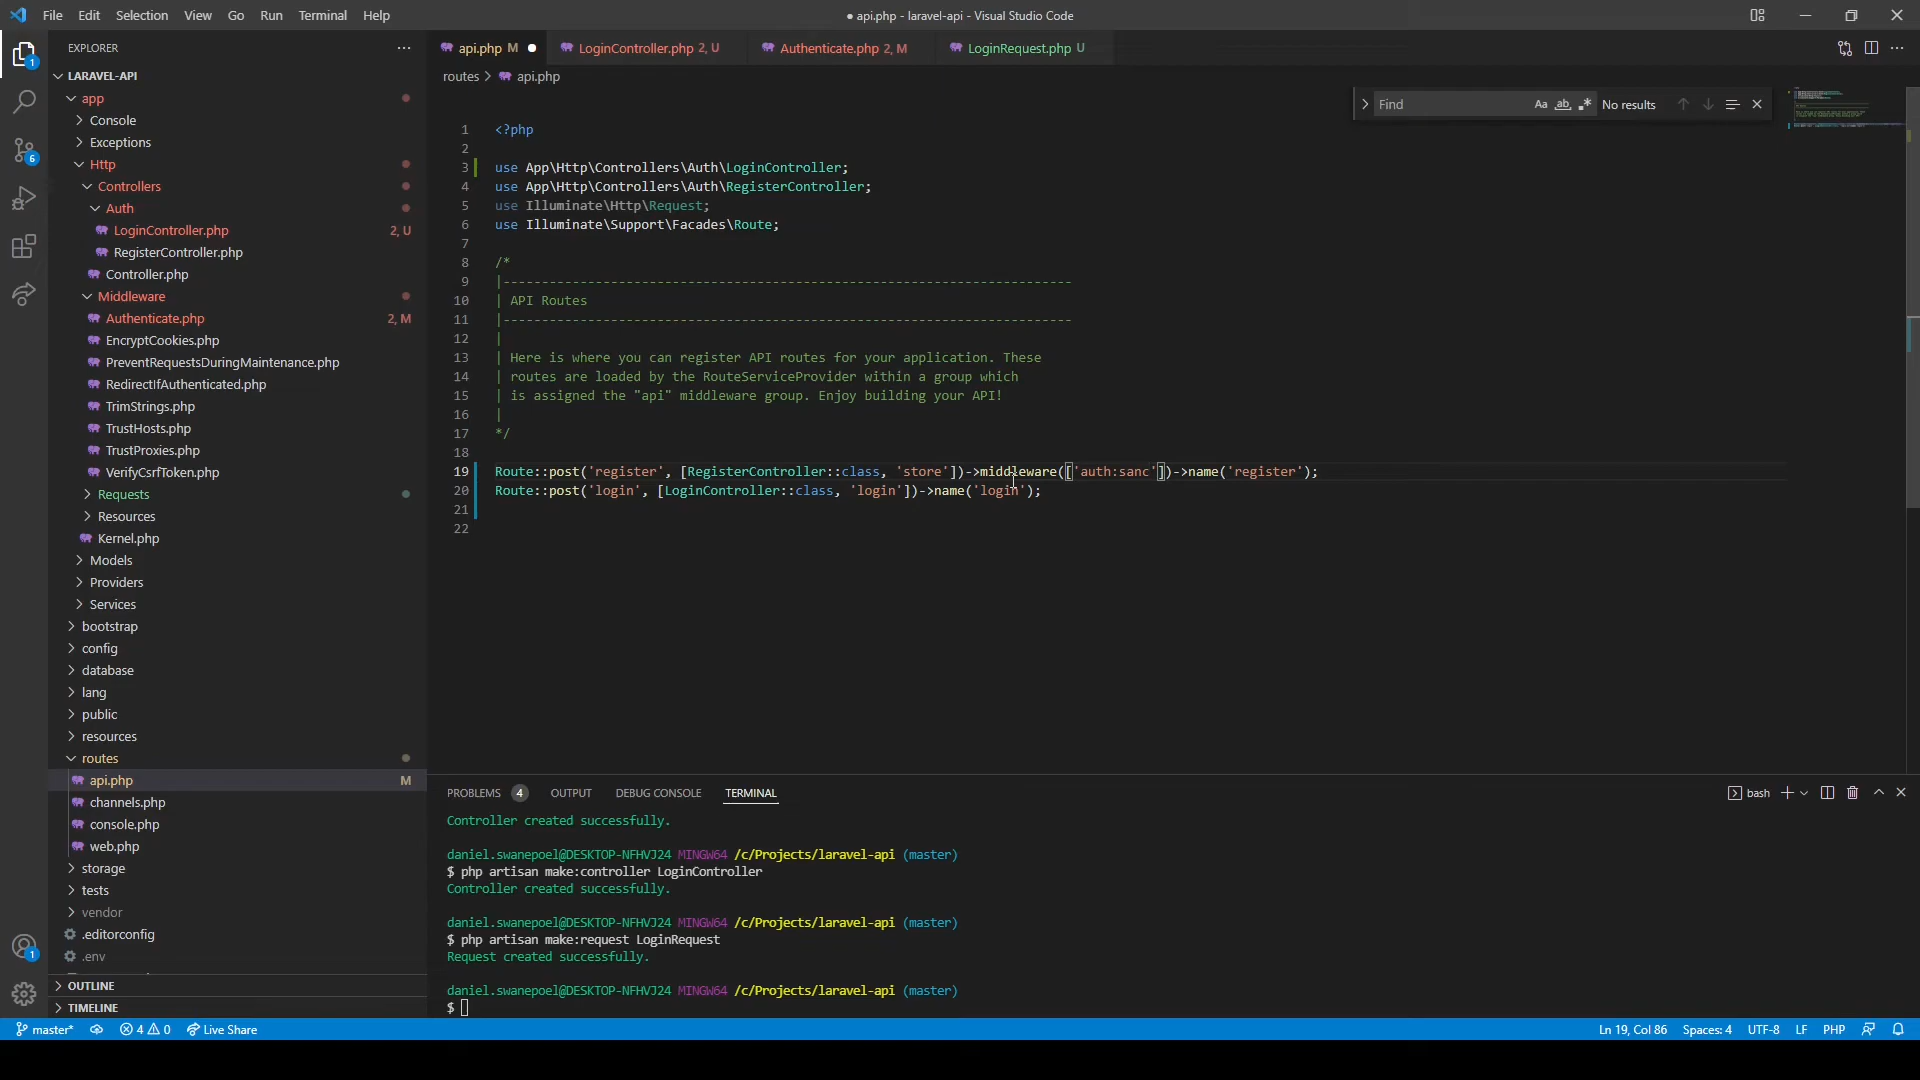 File Edit Selection View Go Run Terminal Help
● api.php - laravel-api - Visual Studio Code
EXPLORER
LARAVEL-API
app
Console
Exceptions
Http
Controllers
Auth
LoginController.php 2, U
RegisterController.php
Controller.php
Middleware
Authenticate.php 2, M
EncryptCookies.php
PreventRequestsDuringMaintenance.php
RedirectIfAuthenticated.php
TrimStrings.php
TrustHosts.php
TrustProxies.php
VerifyCsrfToken.php
Requests
Resources
Kernel.php
Models
Providers
Services
bootstrap
config
database
lang
public
resources
routes
api.php M
channels.php
console.php
web.php
storage
tests
vendor
.editorconfig
.env
OUTLINE
TIMELINE
1
6
1
api.php M LoginController.php 2, U Authenticate.php 2, M LoginRequest.php U
routes > api.php
Find Aa ab No results
1 <?php
2
3 use App\Http\Controllers\Auth\LoginController;
4 use App\Http\Controllers\Auth\RegisterController;
5 use Illuminate\Http\Request;
6 use Illuminate\Support\Facades\Route;
7
8 /*
9 |--------------------------------------------------------------------------
10 | API Routes
11 |--------------------------------------------------------------------------
12 |
13 | Here is where you can register API routes for your application. These
14 | routes are loaded by the RouteServiceProvider within a group which
15 | is assigned the "api" middleware group. Enjoy building your API!
16 |
17 */
18
19 Route::post('register', [RegisterController::class, 'store'])->middleware(['auth:sanc'])->name('register');
20 Route::post('login', [LoginController::class, 'login'])->name('login');
21
22
PROBLEMS 4 OUTPUT DEBUG CONSOLE TERMINAL
bash
Controller created successfully.
daniel.swanepoel@DESKTOP-NFHVJ24 MINGW64 /c/Projects/laravel-api (master)
$ php artisan make:controller LoginController
Controller created successfully.
daniel.swanepoel@DESKTOP-NFHVJ24 MINGW64 /c/Projects/laravel-api (master)
$ php artisan make:request LoginRequest
Request created successfully.
daniel.swanepoel@DESKTOP-NFHVJ24 MINGW64 /c/Projects/laravel-api (master)
$
master* 4 0 Live Share
Ln 19, Col 86 Spaces: 4 UTF-8 LF PHP